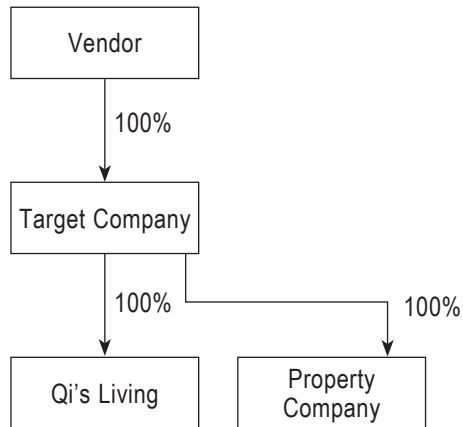 Vendor
100%
Target Company
100%
100%
Qi’s Living
Property
Company